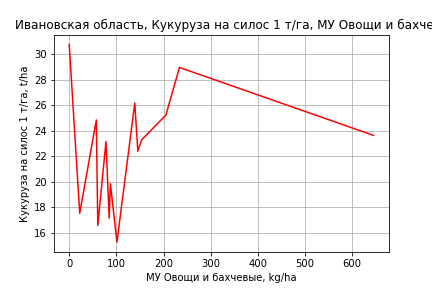 Ивановская область, Кукуруза на силос 1 т/га, МУ Овощи и бахче
30
28
26
24
22
20
18
16
Кукуруза на силос 1 т/га, t/ha
0 100 200 300 400 500 600
МУ Овощи и бахчевые, kg/ha